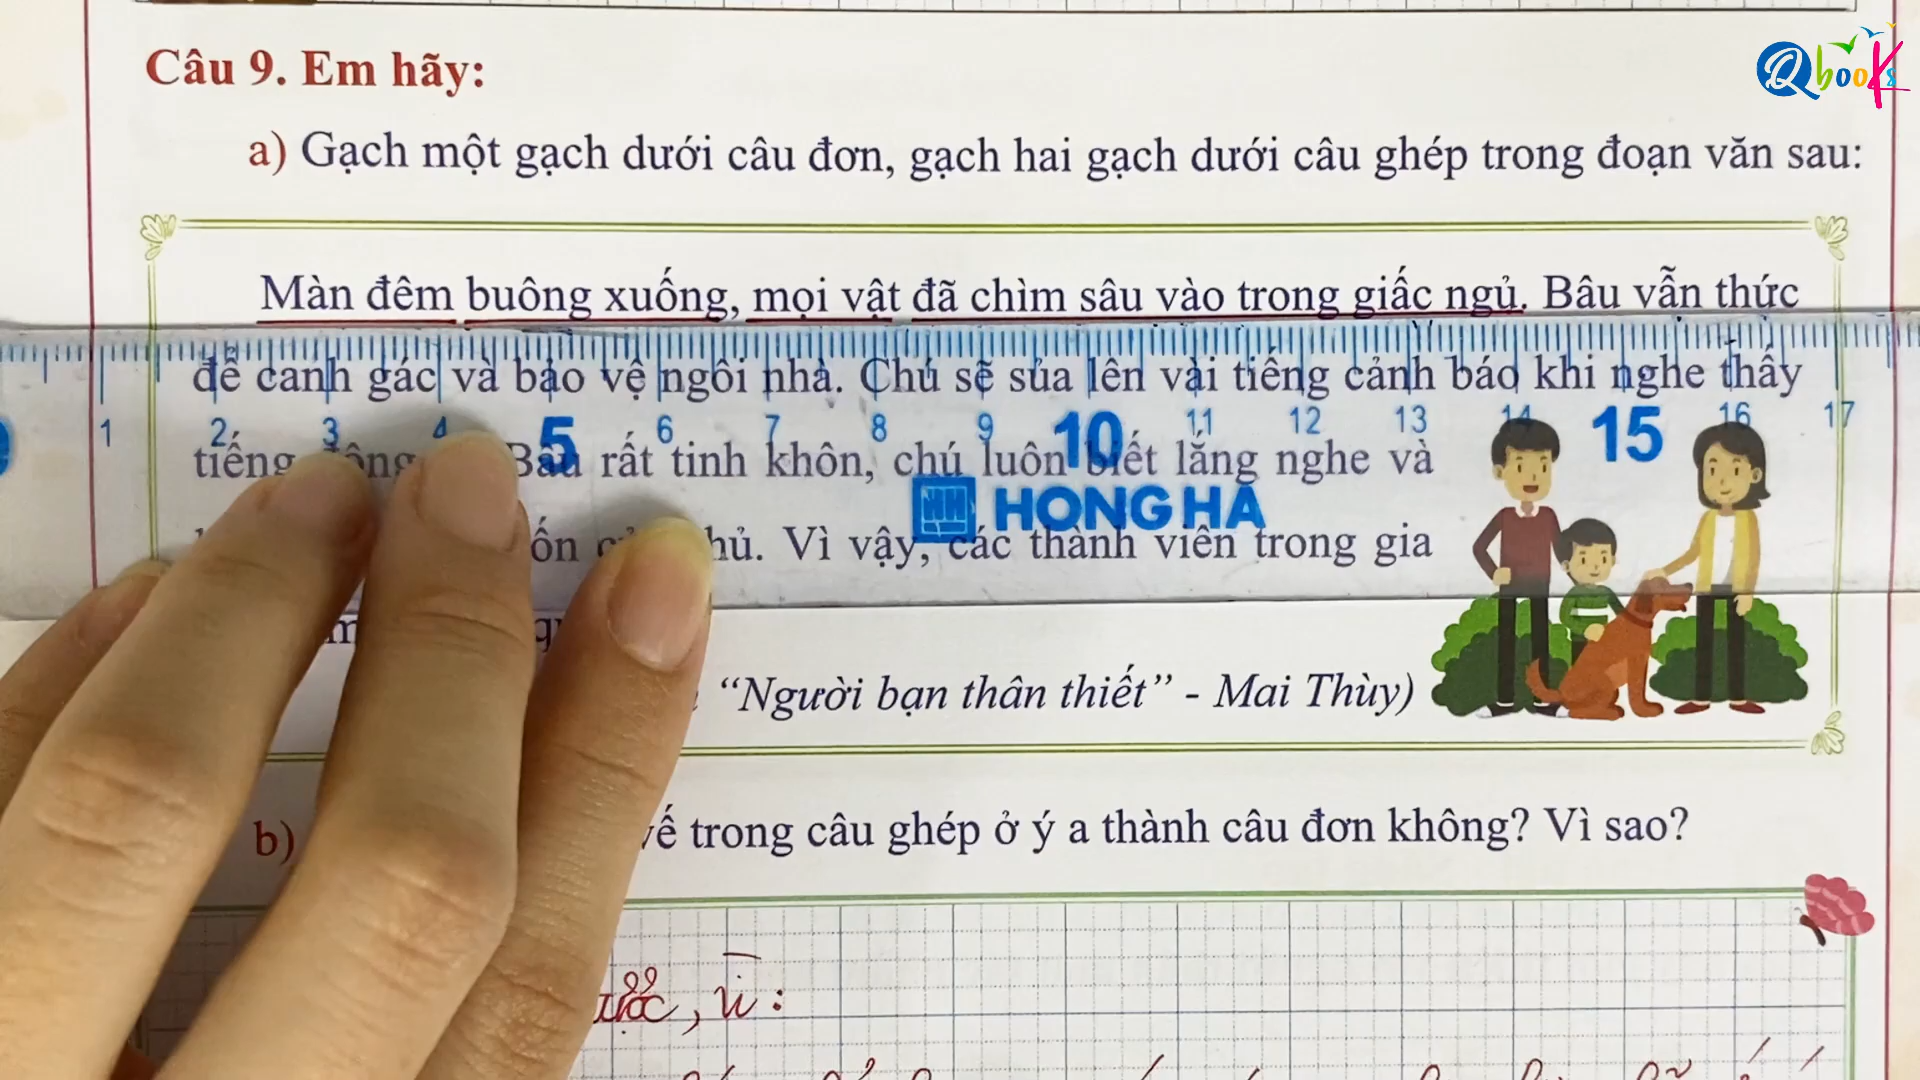 Qbooks
Câu 9. Em hãy:
a) Gạch một gạch dưới câu đơn, gạch hai gạch dưới câu ghép trong đoạn văn sau:
Màn đêm buông xuống, mọi vật đã chìm sâu vào trong giấc ngủ. Bâu vẫn thức
để canh gác và bảo vệ ngôi nhà. Chú sẽ sủa lên vài tiếng cảnh báo khi nghe thấy
1 2 3 4 5 6 7 8 9 10 11 12 13 14 15 16 17
tiếng động Bâu rất tinh khôn, chú luôn biết lắng nghe và
HONG HA
Vì vậy, các thành viên trong gia
"Người bạn thân thiết" - Mai Thùy)
b) vế trong câu ghép ở ý a thành câu đơn không? Vì sao?
, vì: